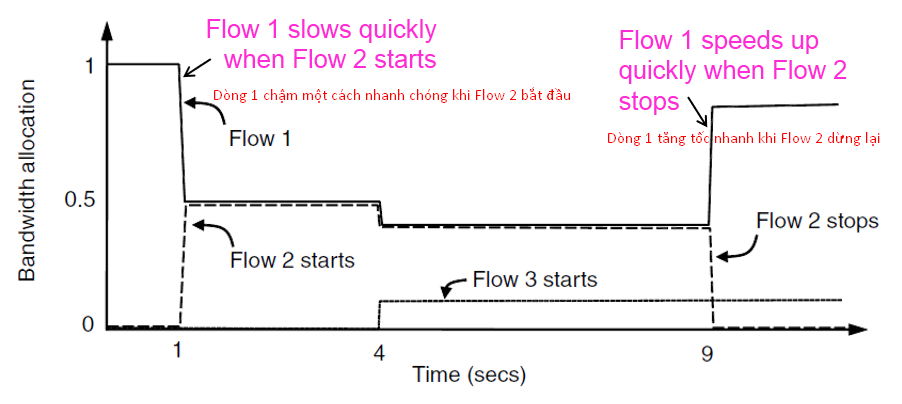 Flow 1 slows quickly
when Flow 2 starts
Dòng 1 chậm một cách nhanh chóng khi Flow 2 bắt đầu
Flow 1 speeds up
quickly when Flow 2
stops
Dòng 1 tăng tốc nhanh khi Flow 2 dừng lại
Bandwidth allocation
1
0.5
0
Flow 1
Flow 2 starts
Flow 3 starts
Flow 2 stops
1
4
9
Time (secs)